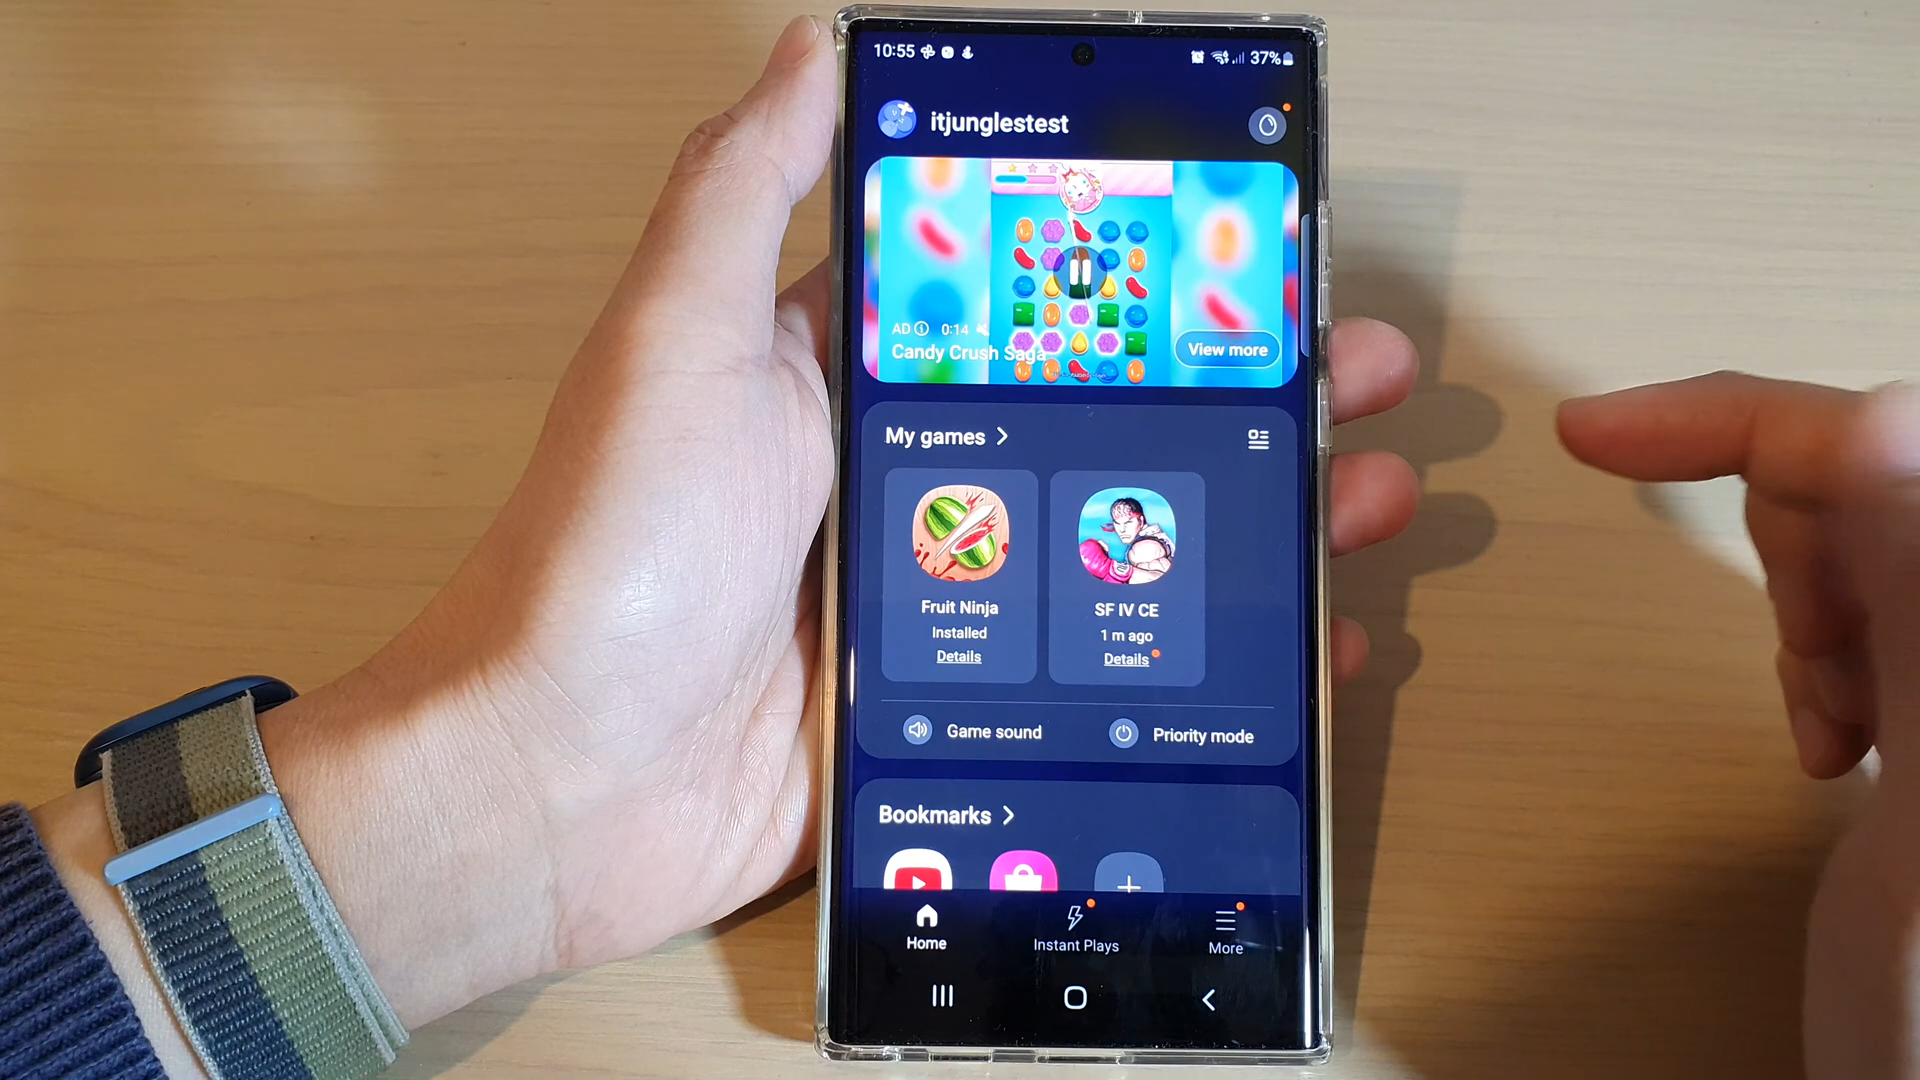 10:55
37%
itjunglestest
AD 0:14
Candy Crush Saga
View more
My games
Fruit Ninja
Installed
Details
SF IV CE
1 m ago
Details
Game sound
Priority mode
Bookmarks
Home
Instant Plays
More